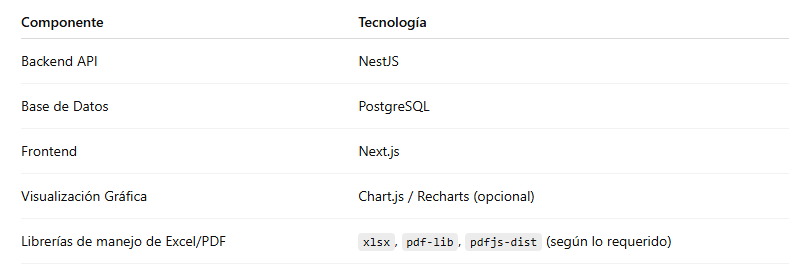 Componente Tecnología
Backend API NestJS
Base de Datos PostgreSQL
Frontend Next.js
Visualización Gráfica Chart.js / Recharts (opcional)
Librerías de manejo de Excel/PDF xlsx, pdf-lib, pdfjs-dist (según lo requerido)